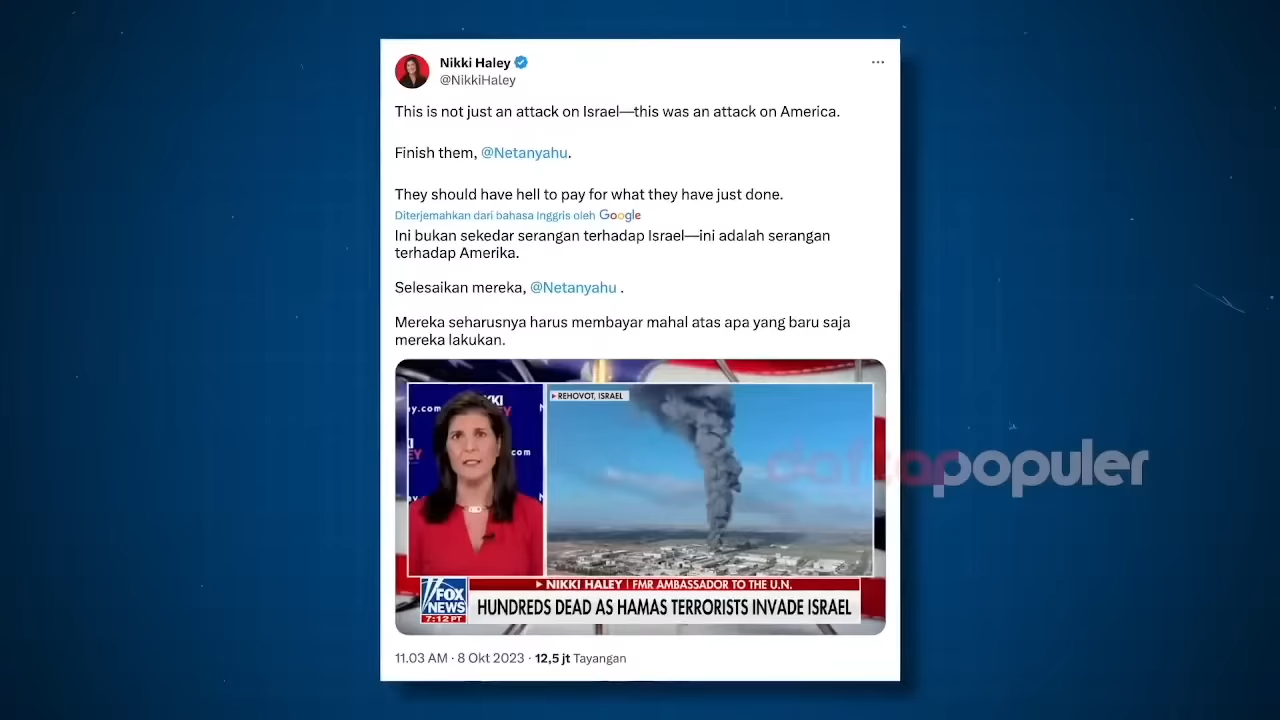 Nikki Haley
@NikkiHaley
This is not just an attack on Israel—this was an attack on America.
Finish them, @Netanyahu.
They should have hell to pay for what they have just done.
Diterjemahkan dari bahasa Inggris oleh Google
Ini bukan sekedar serangan terhadap Israel—ini adalah serangan
terhadap Amerika.
Selesaikan mereka, @Netanyahu .
Mereka seharusnya harus membayar mahal atas apa yang baru saja
mereka lakukan.
REHOVOT, ISRAEL
NIKKI HALEY | FMR AMBASSADOR TO THE U.N.
FOX
NEWS
7:12 PT
HUNDREDS DEAD AS HAMAS TERRORISTS INVADE ISRAEL
11.03 AM · 8 Okt 2023 · 12,5 jt Tayangan
daftarpopuler